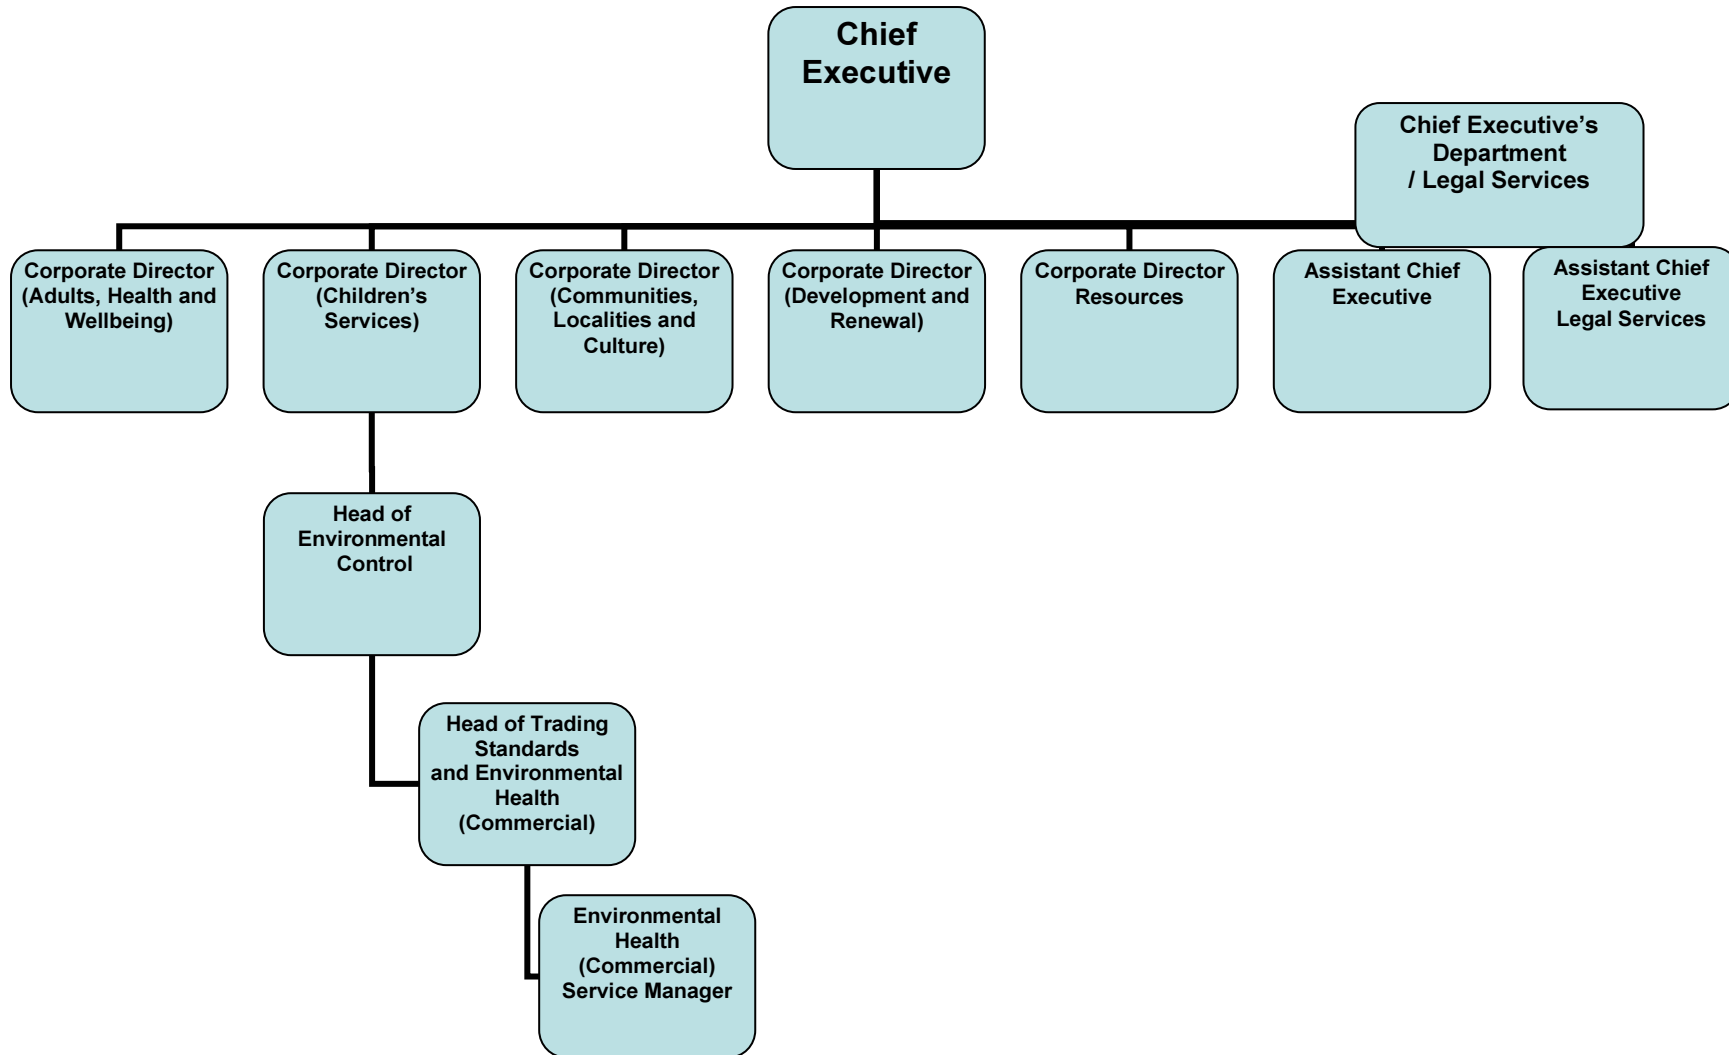 Chief
Executive
Chief Executive’s
Department
/ Legal Services
Corporate Director
(Adults, Health and
Wellbeing)
Corporate Director
(Children’s
Services)
Corporate Director
(Communities,
Localities and
Culture)
Corporate Director
(Development and
Renewal)
Corporate Director
Resources
Assistant Chief
Executive
Assistant Chief
Executive
Legal Services
Head of
Environmental
Control
Head of Trading
Standards
and Environmental
Health
(Commercial)
Environmental
Health
(Commercial)
Service Manager